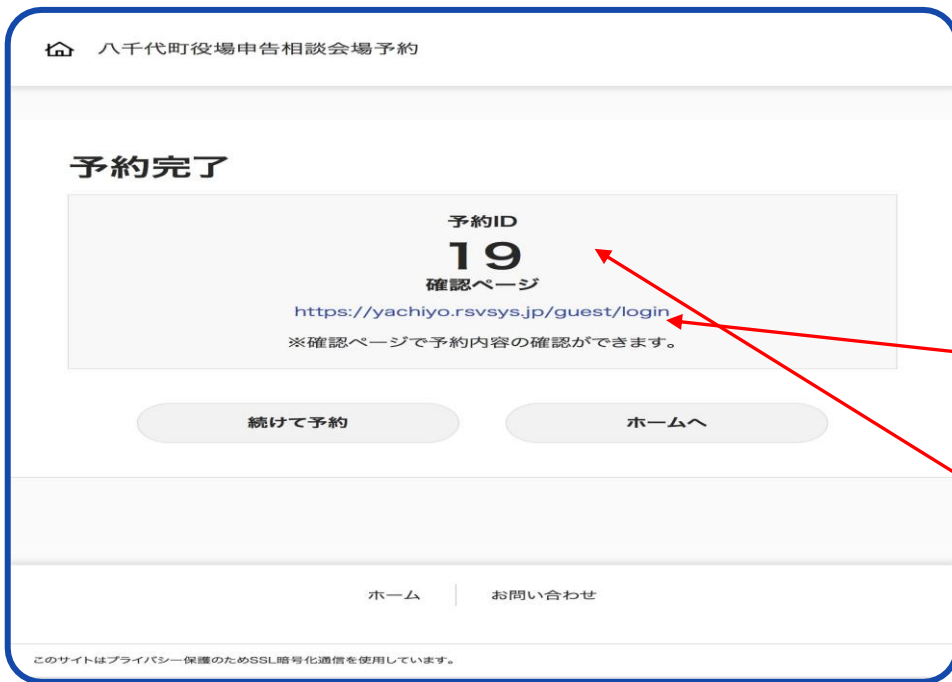 八千代町役場申告相談会場予約
予約完了
予約ID
19
確認ページ
https://yachiyo.rsvsys.jp/guest/login
※確認ページで予約内容の確認ができます。
続けて予約
ホームへ
ホーム
お問い合わせ
このサイトはプライバシー保護のためSSL暗号化通信を使用しています。